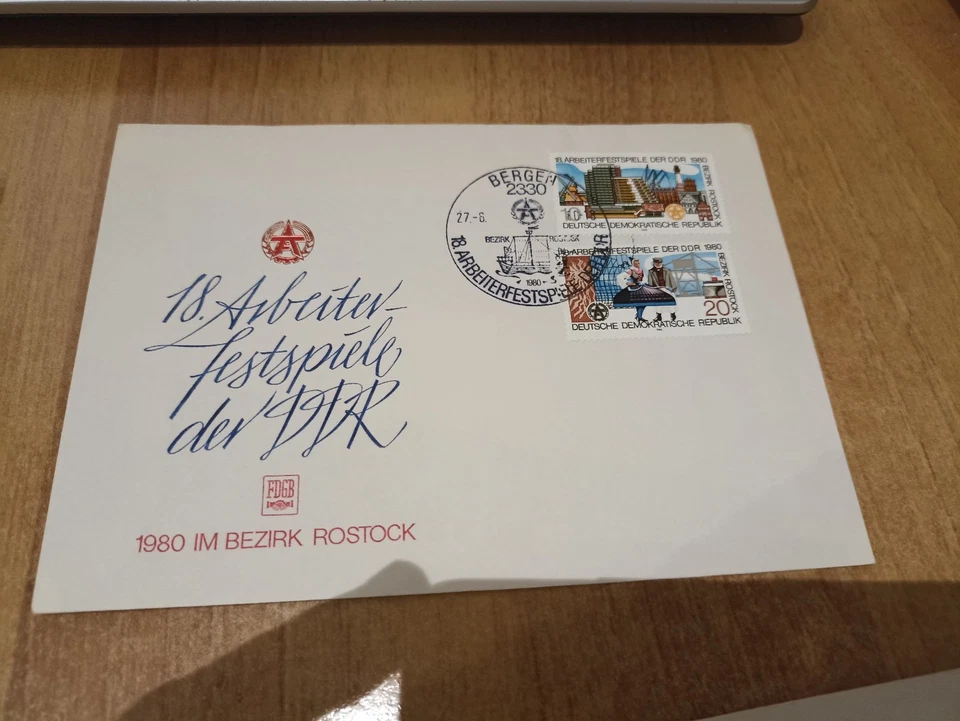 18. Arbeiter-
festspiele
der DDR
FDGB
1980 IM BEZIRK ROSTOCK
BERGEN
2330
27.-6.
BEZIRK ROSTOCK
1980-3
18. ARBEITERFESTSPIELE DER DDR
18. ARBEITERFESTSPIELE DER DDR 1980
BEZIRK ROSTOCK
10
DEUTSCHE DEMOKRATISCHE REPUBLIK
18. ARBEITERFESTSPIELE DER DDR 1980
BEZIRK ROSTOCK
20
DEUTSCHE DEMOKRATISCHE REPUBLIK